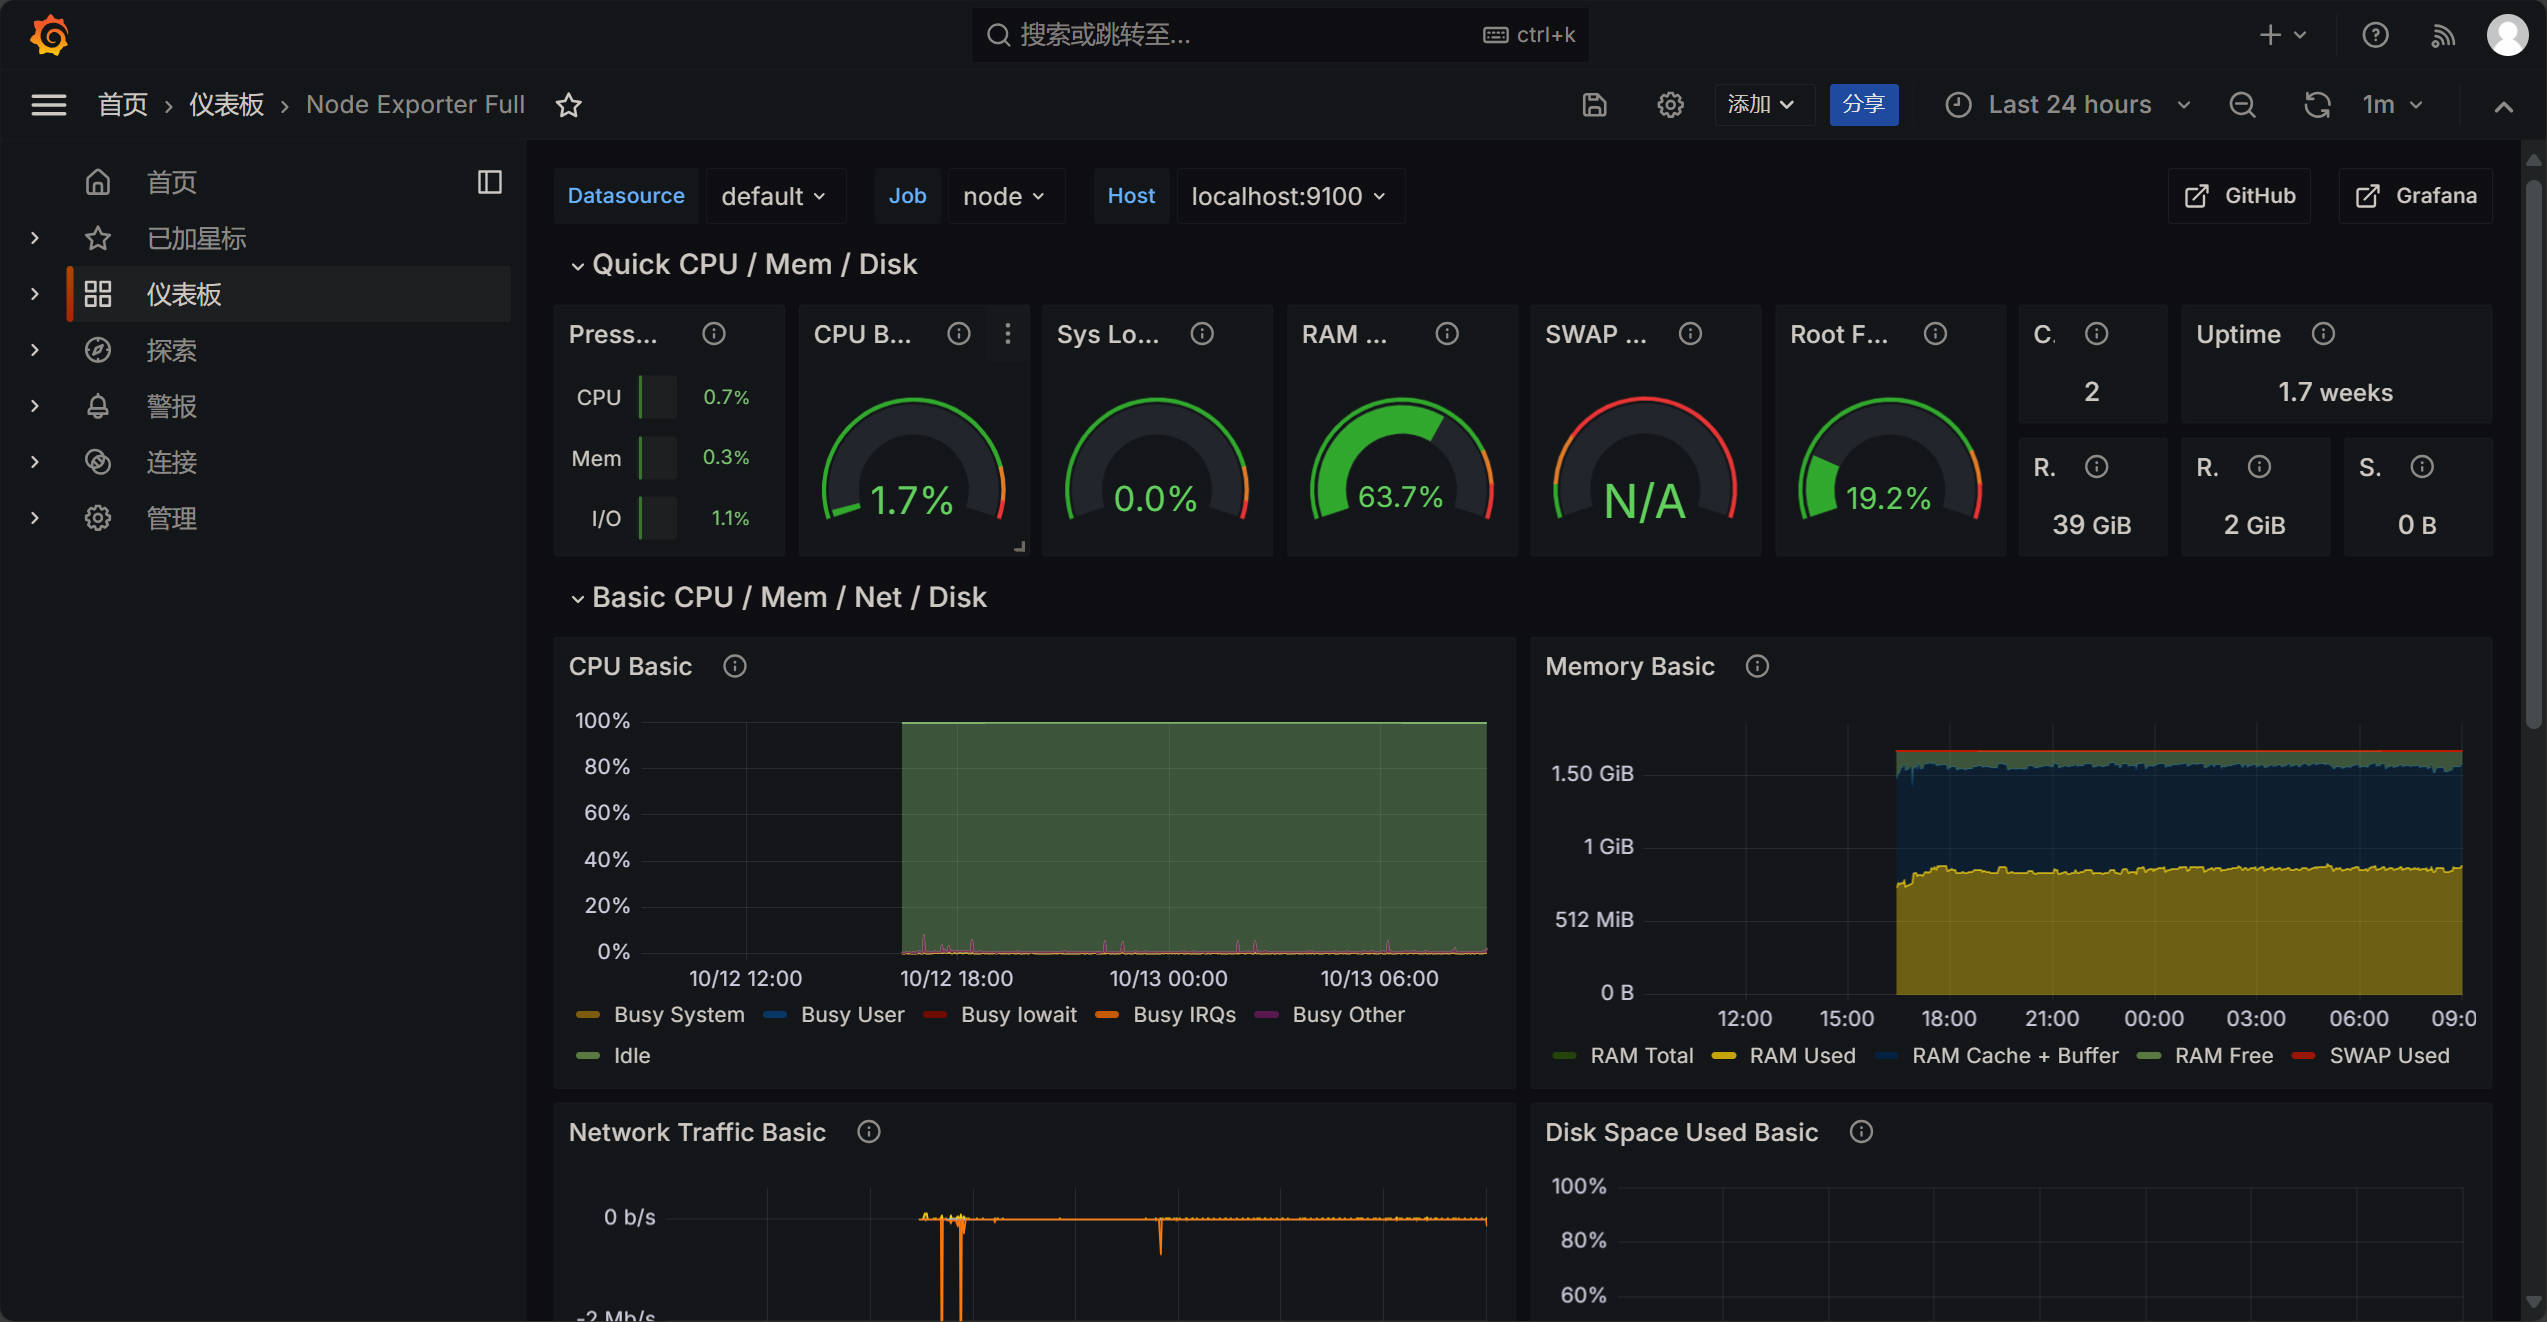 搜索或跳转至...
ctrl+k
首页 › 仪表板 › Node Exporter Full
添加
分享
Last 24 hours
1m
首页
已加星标
仪表板
探索
警报
连接
管理
Datasource default
Job node
Host localhost:9100
GitHub
Grafana
Quick CPU / Mem / Disk
Press...
CPU 0.7%
Mem 0.3%
I/O 1.1%
CPU B...
1.7%
Sys Lo...
0.0%
RAM ...
63.7%
SWAP ...
N/A
Root F...
19.2%
C.
2
Uptime
1.7 weeks
R.
39 GiB
R.
2 GiB
S.
0 B
Basic CPU / Mem / Net / Disk
CPU Basic
100%
80%
60%
40%
20%
0%
10/12 12:00 10/12 18:00 10/13 00:00 10/13 06:00
Busy System Busy User Busy Iowait Busy IRQs Busy Other
Idle
Memory Basic
1.50 GiB
1 GiB
512 MiB
0 B
12:00 15:00 18:00 21:00 00:00 03:00 06:00 09:0
RAM Total RAM Used RAM Cache + Buffer RAM Free SWAP Used
Network Traffic Basic
0 b/s
-2 Mb/s
Disk Space Used Basic
100%
80%
60%